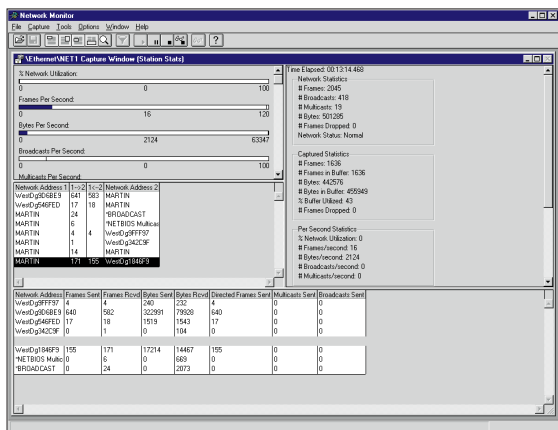 Network Monitor
File Capture Tools Options Window Help
\Ethernet\NET1 Capture Window (Station Stats)
% Network Utilization:
0 0 100
Frames Per Second:
0 16 120
Bytes Per Second:
0 2124 63347
Broadcasts Per Second:
0 0 100
Multicasts Per Second:
Network Address 1 1->2 1<-2 Network Address 2
WestDg9D6BE9 641 583 MARTIN
WestDg546FED 17 18 MARTIN
MARTIN 24 *BROADCAST
MARTIN 6 *NETBIOS Multicas
MARTIN 4 4 WestDg9FFF97
MARTIN 1 WestDg342C9F
MARTIN 14 MARTIN
MARTIN 171 155 WestDg1846F9
Time Elapsed: 00:13:14.468
Network Statistics
# Frames: 2045
# Broadcasts: 418
# Multicasts: 19
# Bytes: 501285
# Frames Dropped: 0
Network Status: Normal
Captured Statistics
# Frames: 1636
# Frames in Buffer: 1636
# Bytes: 442576
# Bytes in Buffer: 455949
% Buffer Utilized: 43
# Frames Dropped: 0
Per Second Statistics
% Network Utilization: 0
# Frames/second: 16
# Bytes/second: 2124
# Broadcasts/second: 0
# Multicasts/second: 0
Network Address Frames Sent Frames Rcvd Bytes Sent Bytes Rcvd Directed Frames Sent Multicasts Sent Broadcasts Sent
WestDg9FFF97 4 4 240 232 4 0 0
WestDg9D6BE9 640 582 322991 79928 640 0 0
WestDg546FED 17 18 1519 1543 17 0 0
WestDg342C9F 0 1 0 104 0 0 0
WestDg1846F9 155 171 17214 14467 155 0 0
*NETBIOS Multic 0 6 0 669 0 0 0
*BROADCAST 0 24 0 2073 0 0 0